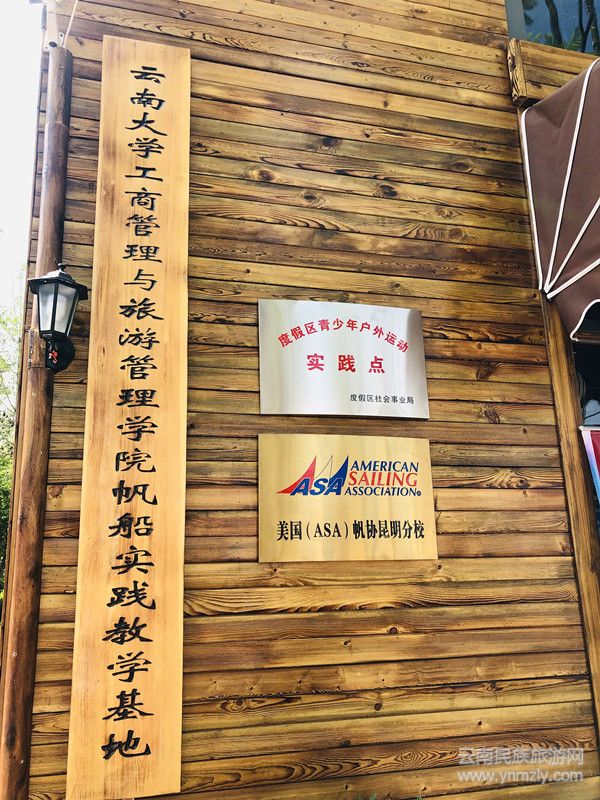 云南大学工商管理与旅游管理学院帆船实践教学基地
度假区青少年户外运动
实践点
度假区社会事业局
ASA
AMERICAN
SAILING
ASSOCIATION®
美国(ASA)帆协昆明分校
云南民族旅游网
www.ynmzly.com